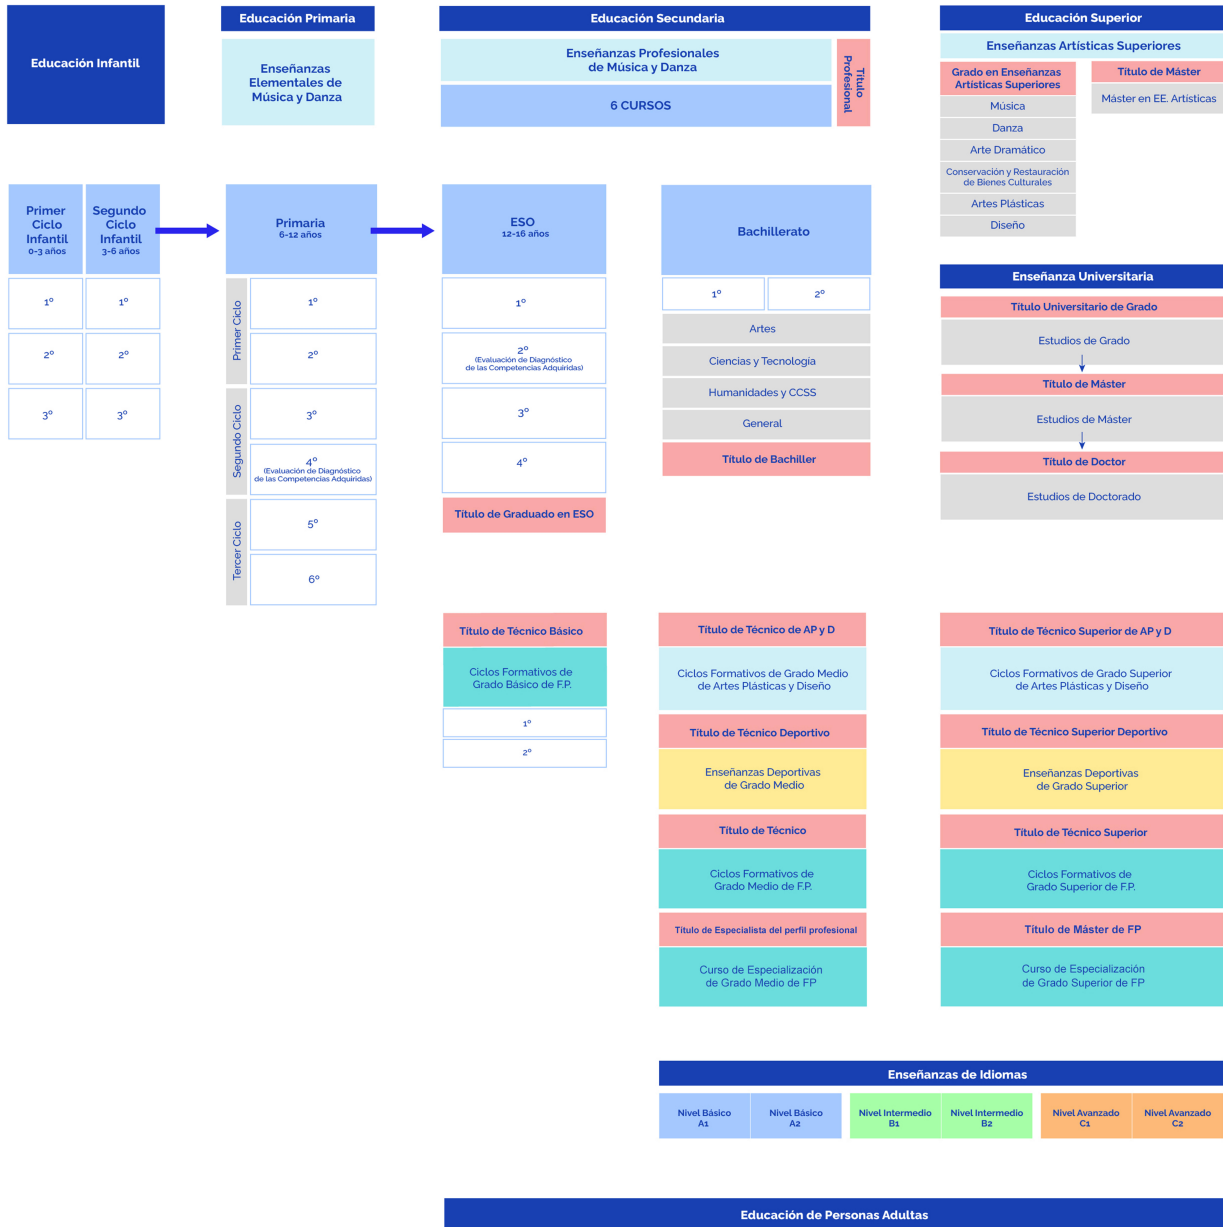 Educación Infantil
Educación Primaria
Enseñanzas
Elementales de
Música y Danza
Educación Secundaria
Enseñanzas Profesionales
de Música y Danza
6 CURSOS
Título
Profesional
Educación Superior
Enseñanzas Artísticas Superiores
Grado en Enseñanzas
Artísticas Superiores
Música
Danza
Arte Dramático
Conservación y Restauración
de Bienes Culturales
Artes Plásticas
Diseño
Título de Máster
Máster en EE. Artísticas
Primer
Ciclo
Infantil
0-3 años
1º
2º
3º
Segundo
Ciclo
Infantil
3-6 años
1º
2º
3º
Primaria
6-12 años
Primer Ciclo
1º
2º
Segundo Ciclo
3º
4º
(Evaluación de Diagnóstico
de las Competencias Adquiridas)
Tercer Ciclo
5º
6º
ESO
12-16 años
1º
2º
(Evaluación de Diagnóstico
de las Competencias Adquiridas)
3º
4º
Título de Graduado en ESO
Bachillerato
1º
2º
Artes
Ciencias y Tecnología
Humanidades y CCSS
General
Título de Bachiller
Enseñanza Universitaria
Título Universitario de Grado
Estudios de Grado
Título de Máster
Estudios de Máster
Título de Doctor
Estudios de Doctorado
Título de Técnico Básico
Ciclos Formativos de
Grado Básico de F.P.
1º
2º
Título de Técnico de AP y D
Ciclos Formativos de Grado Medio
de Artes Plásticas y Diseño
Título de Técnico Deportivo
Enseñanzas Deportivas
de Grado Medio
Título de Técnico
Ciclos Formativos de
Grado Medio de F.P.
Título de Especialista del perfil profesional
Curso de Especialización
de Grado Medio de FP
Título de Técnico Superior de AP y D
Ciclos Formativos de Grado Superior
de Artes Plásticas y Diseño
Título de Técnico Superior Deportivo
Enseñanzas Deportivas
de Grado Superior
Título de Técnico Superior
Ciclos Formativos de
Grado Superior de F.P.
Título de Máster de FP
Curso de Especialización
de Grado Superior de FP
Enseñanzas de Idiomas
Nivel Básico
A1
Nivel Básico
A2
Nivel Intermedio
B1
Nivel Intermedio
B2
Nivel Avanzado
C1
Nivel Avanzado
C2
Educación de Personas Adultas